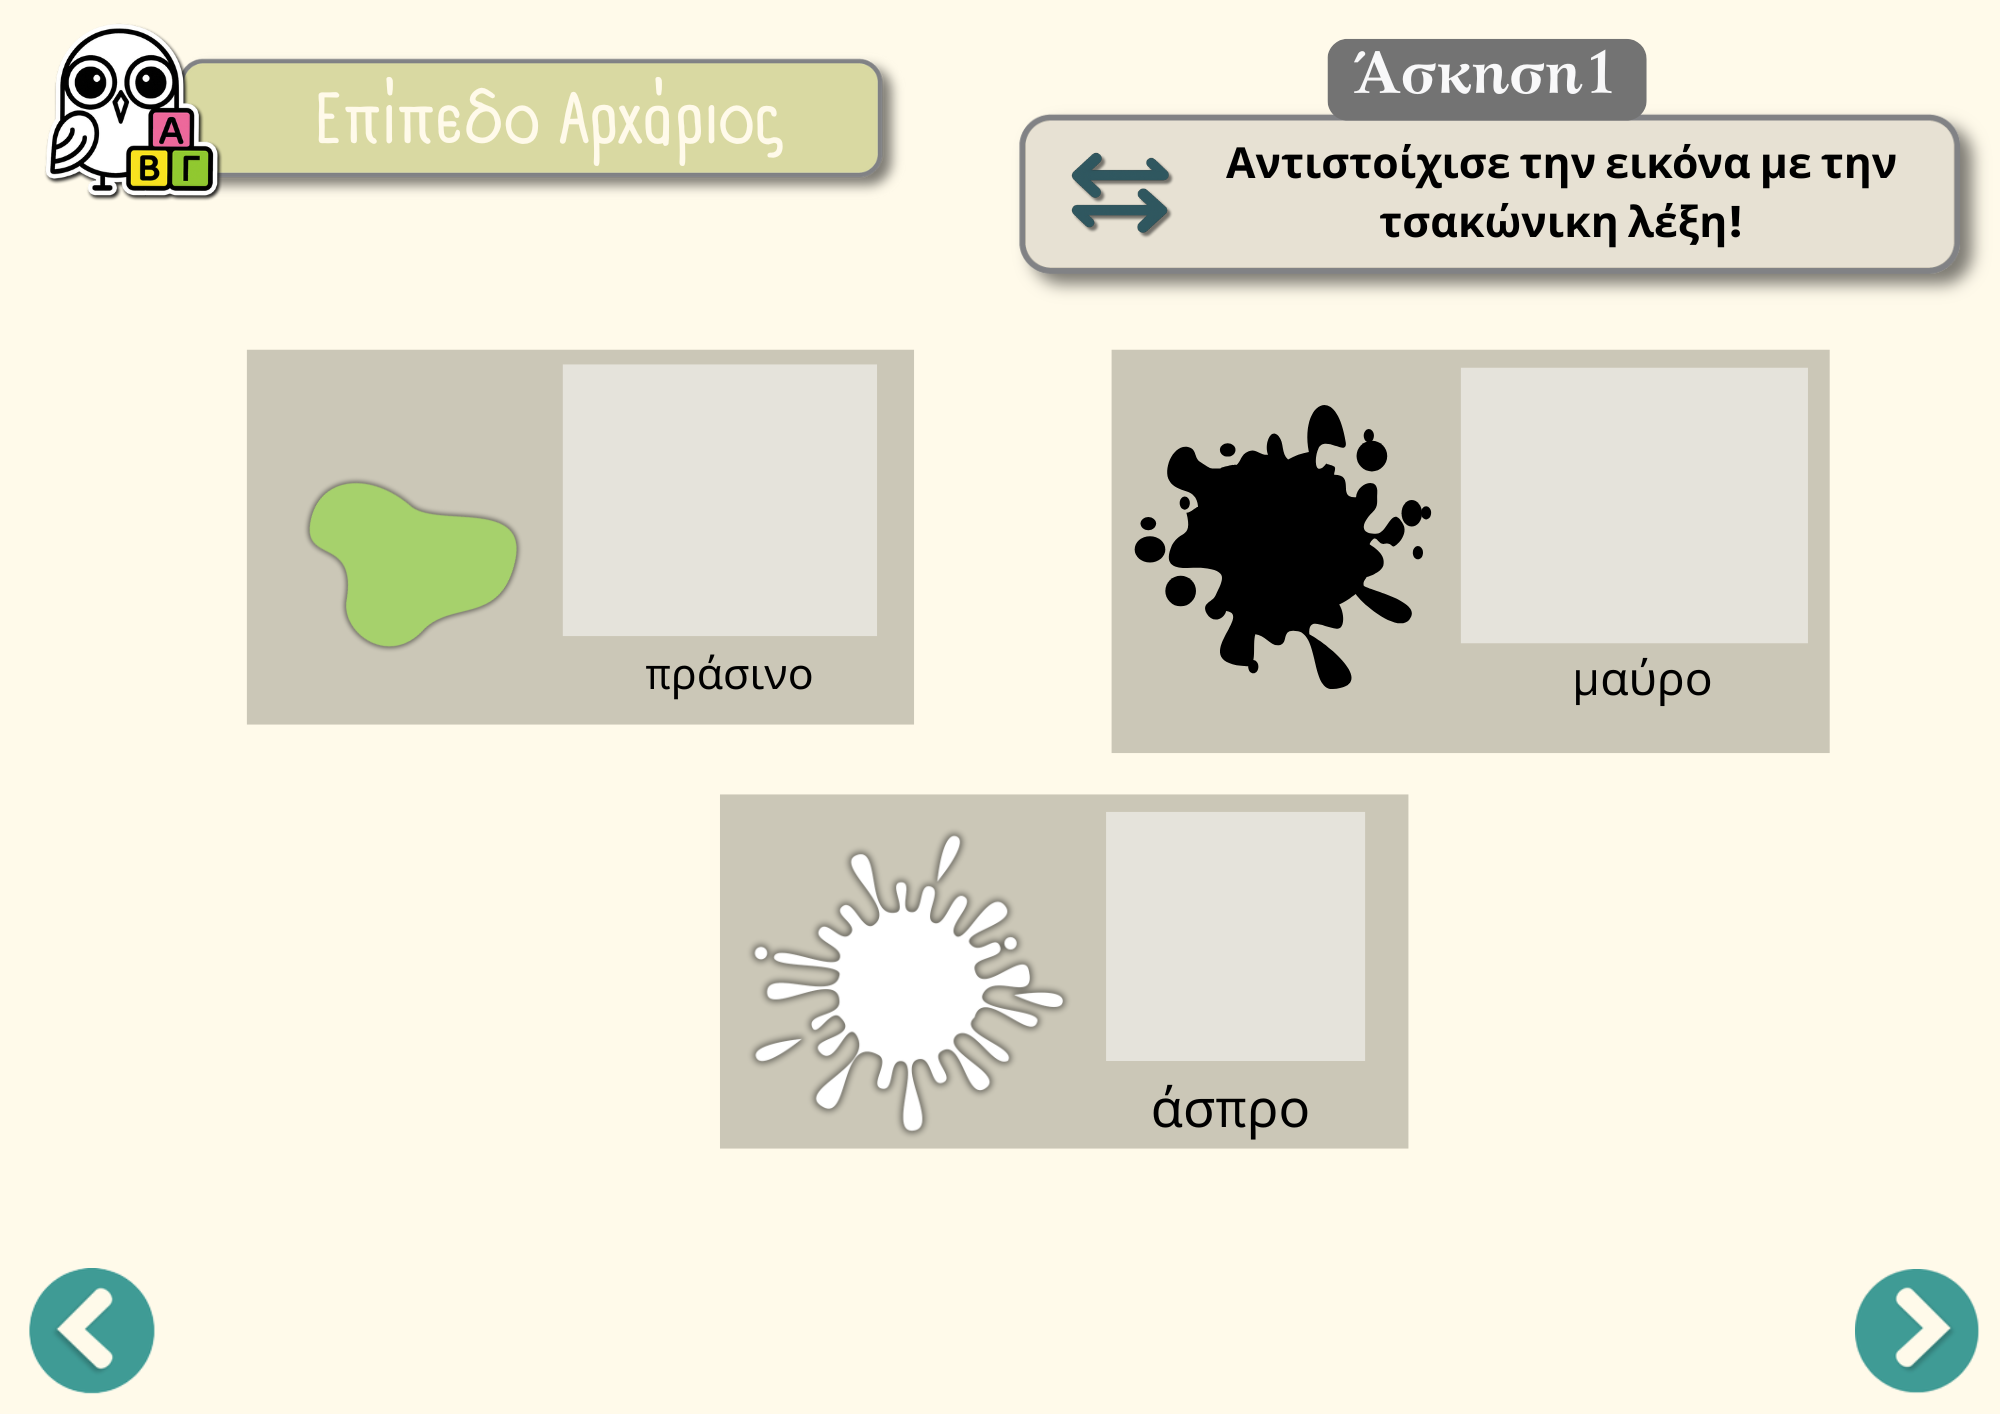 Επίπεδο Αρχάριος
Α
Β Γ
Άσκηση 1
Αντιστοίχισε την εικόνα με την
τσακώνικη λέξη!
πράσινο
μαύρο
άσπρο